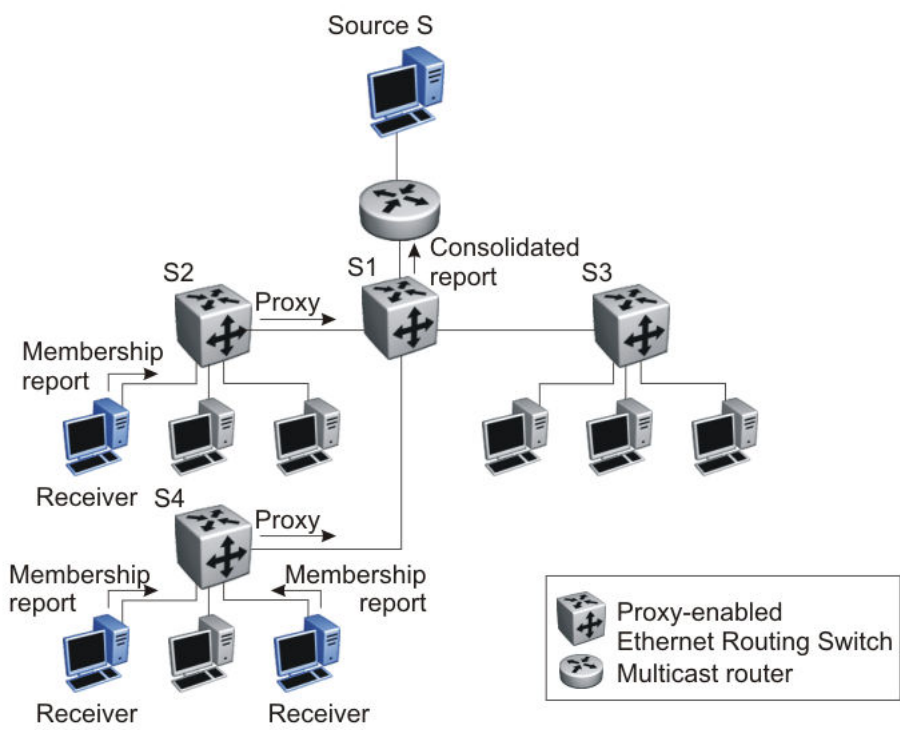 Source S
Consolidated
report
S1
S2
Proxy
S3
Membership
report
Receiver
S4
Proxy
Membership
report
Membership
report
Receiver
Receiver
Proxy-enabled
Ethernet Routing Switch
Multicast router